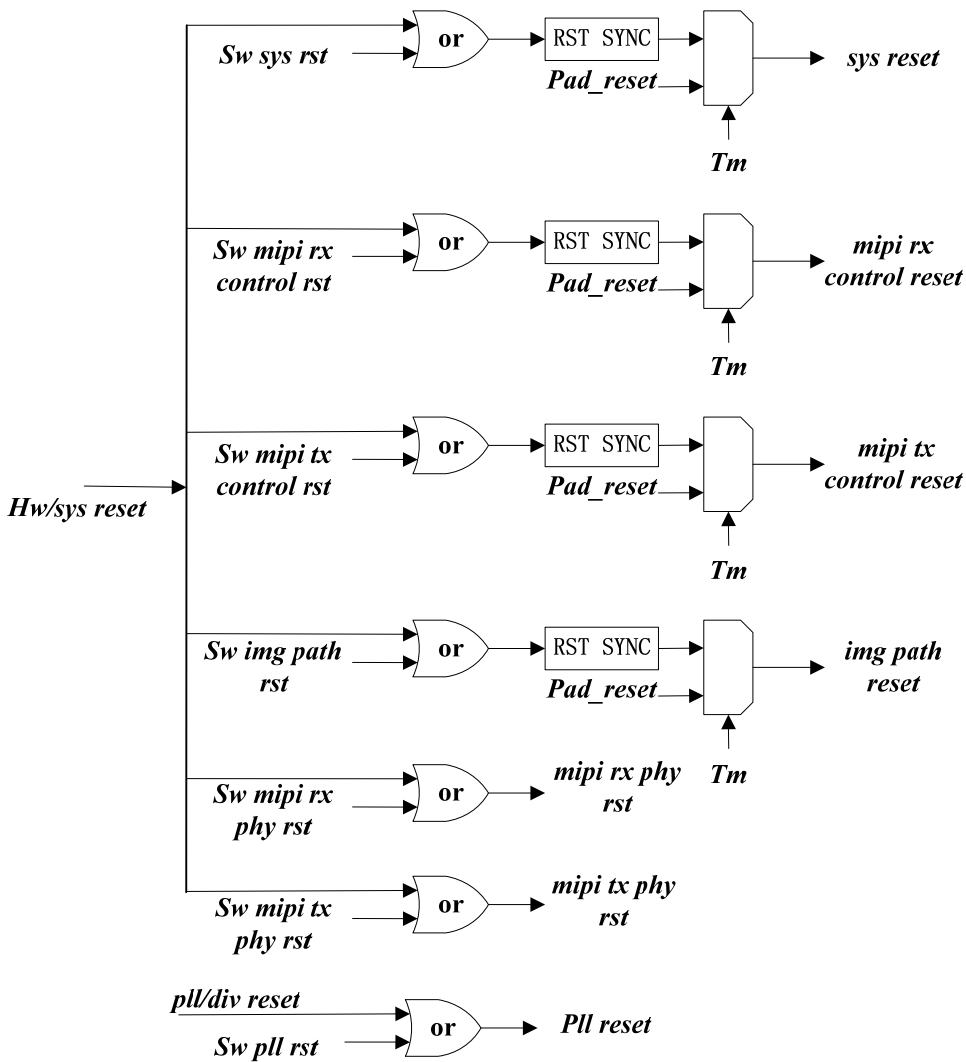 or
RST SYNC
Sw sys rst
Pad_reset
sys reset
Tm
or
RST SYNC
Sw mipi rx
control rst
Pad_reset
mipi rx
control reset
Tm
or
RST SYNC
Sw mipi tx
control rst
Pad_reset
mipi tx
control reset
Tm
Hw/sys reset
or
RST SYNC
Sw img path
rst
Pad_reset
img path
reset
Tm
or
Sw mipi rx
phy rst
mipi rx phy
rst
or
Sw mipi tx
phy rst
mipi tx phy
rst
pll/div reset
or
Sw pll rst
Pll reset